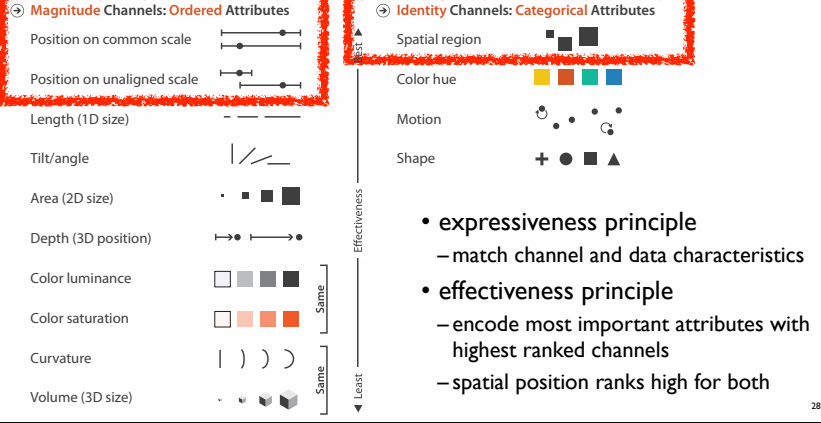 Magnitude Channels: Ordered Attributes
Position on common scale
Position on unaligned scale
Length (1D size)
Tilt/angle
Area (2D size)
Depth (3D position)
Color luminance
Color saturation
Same
Curvature
Volume (3D size)
Same
Best
Effectiveness
Least
Identity Channels: Categorical Attributes
Spatial region
Color hue
Motion
Shape
• expressiveness principle
– match channel and data characteristics
• effectiveness principle
– encode most important attributes with
highest ranked channels
– spatial position ranks high for both
28